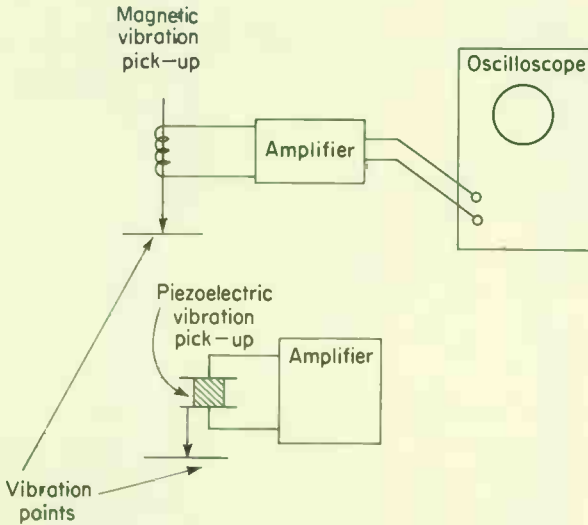 Magnetic
vibration
pick-up
Oscilloscope
Amplifier
Piezoelectric
vibration
pick-up
Amplifier
Vibration
points